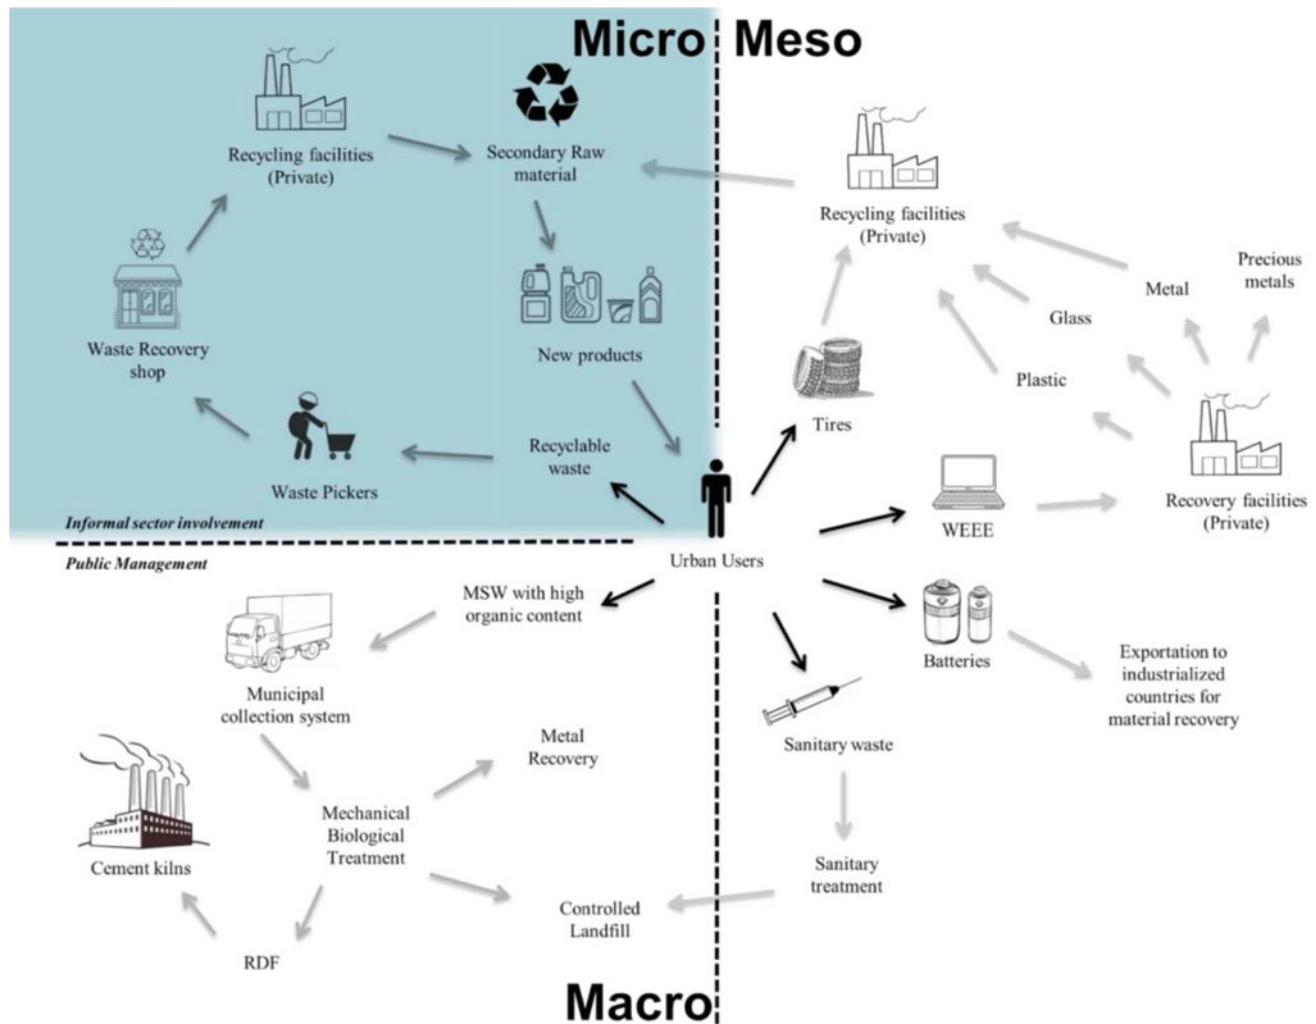 Micro
Meso
Recycling facilities
(Private)
Secondary Raw
material
Waste Recovery
shop
New products
Waste Pickers
Recyclable
waste
Informal sector involvement
Public Management
Urban Users
Recycling facilities
(Private)
Precious
metals
Metal
Glass
Plastic
Tires
WEEE
Recovery facilities
(Private)
Batteries
Exportation to
industrialized
countries for
material recovery
Sanitary waste
Sanitary
treatment
MSW with high
organic content
Municipal
collection system
Metal
Recovery
Mechanical
Biological
Treatment
Cement kilns
Controlled
Landfill
RDF
Macro